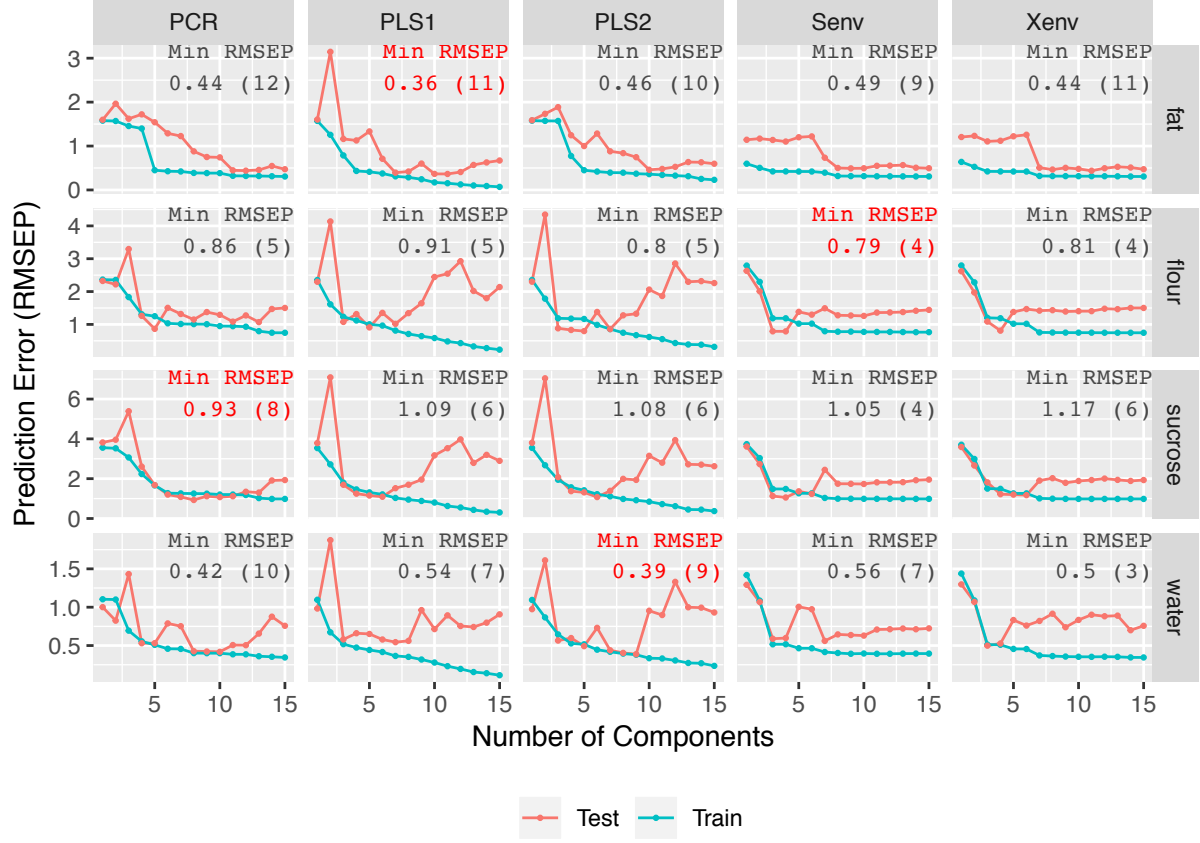 PCR PLS1 PLS2 Senv Xenv
Min RMSEP Min RMSEP Min RMSEP Min RMSEP Min RMSEP
0.44 (12) 0.36 (11) 0.46 (10) 0.49 (9) 0.44 (11)
3
2
1
0
fat
Min RMSEP Min RMSEP Min RMSEP Min RMSEP Min RMSEP
0.86 (5) 0.91 (5) 0.8 (5) 0.79 (4) 0.81 (4)
4
3
2
1
flour
Min RMSEP Min RMSEP Min RMSEP Min RMSEP Min RMSEP
0.93 (8) 1.09 (6) 1.08 (6) 1.05 (4) 1.17 (6)
6
4
2
0
sucrose
Min RMSEP Min RMSEP Min RMSEP Min RMSEP Min RMSEP
0.42 (10) 0.54 (7) 0.39 (9) 0.56 (7) 0.5 (3)
1.5
1.0
0.5
water
5 10 15 5 10 15 5 10 15 5 10 15 5 10 15
Prediction Error (RMSEP)
Number of Components
Test Train